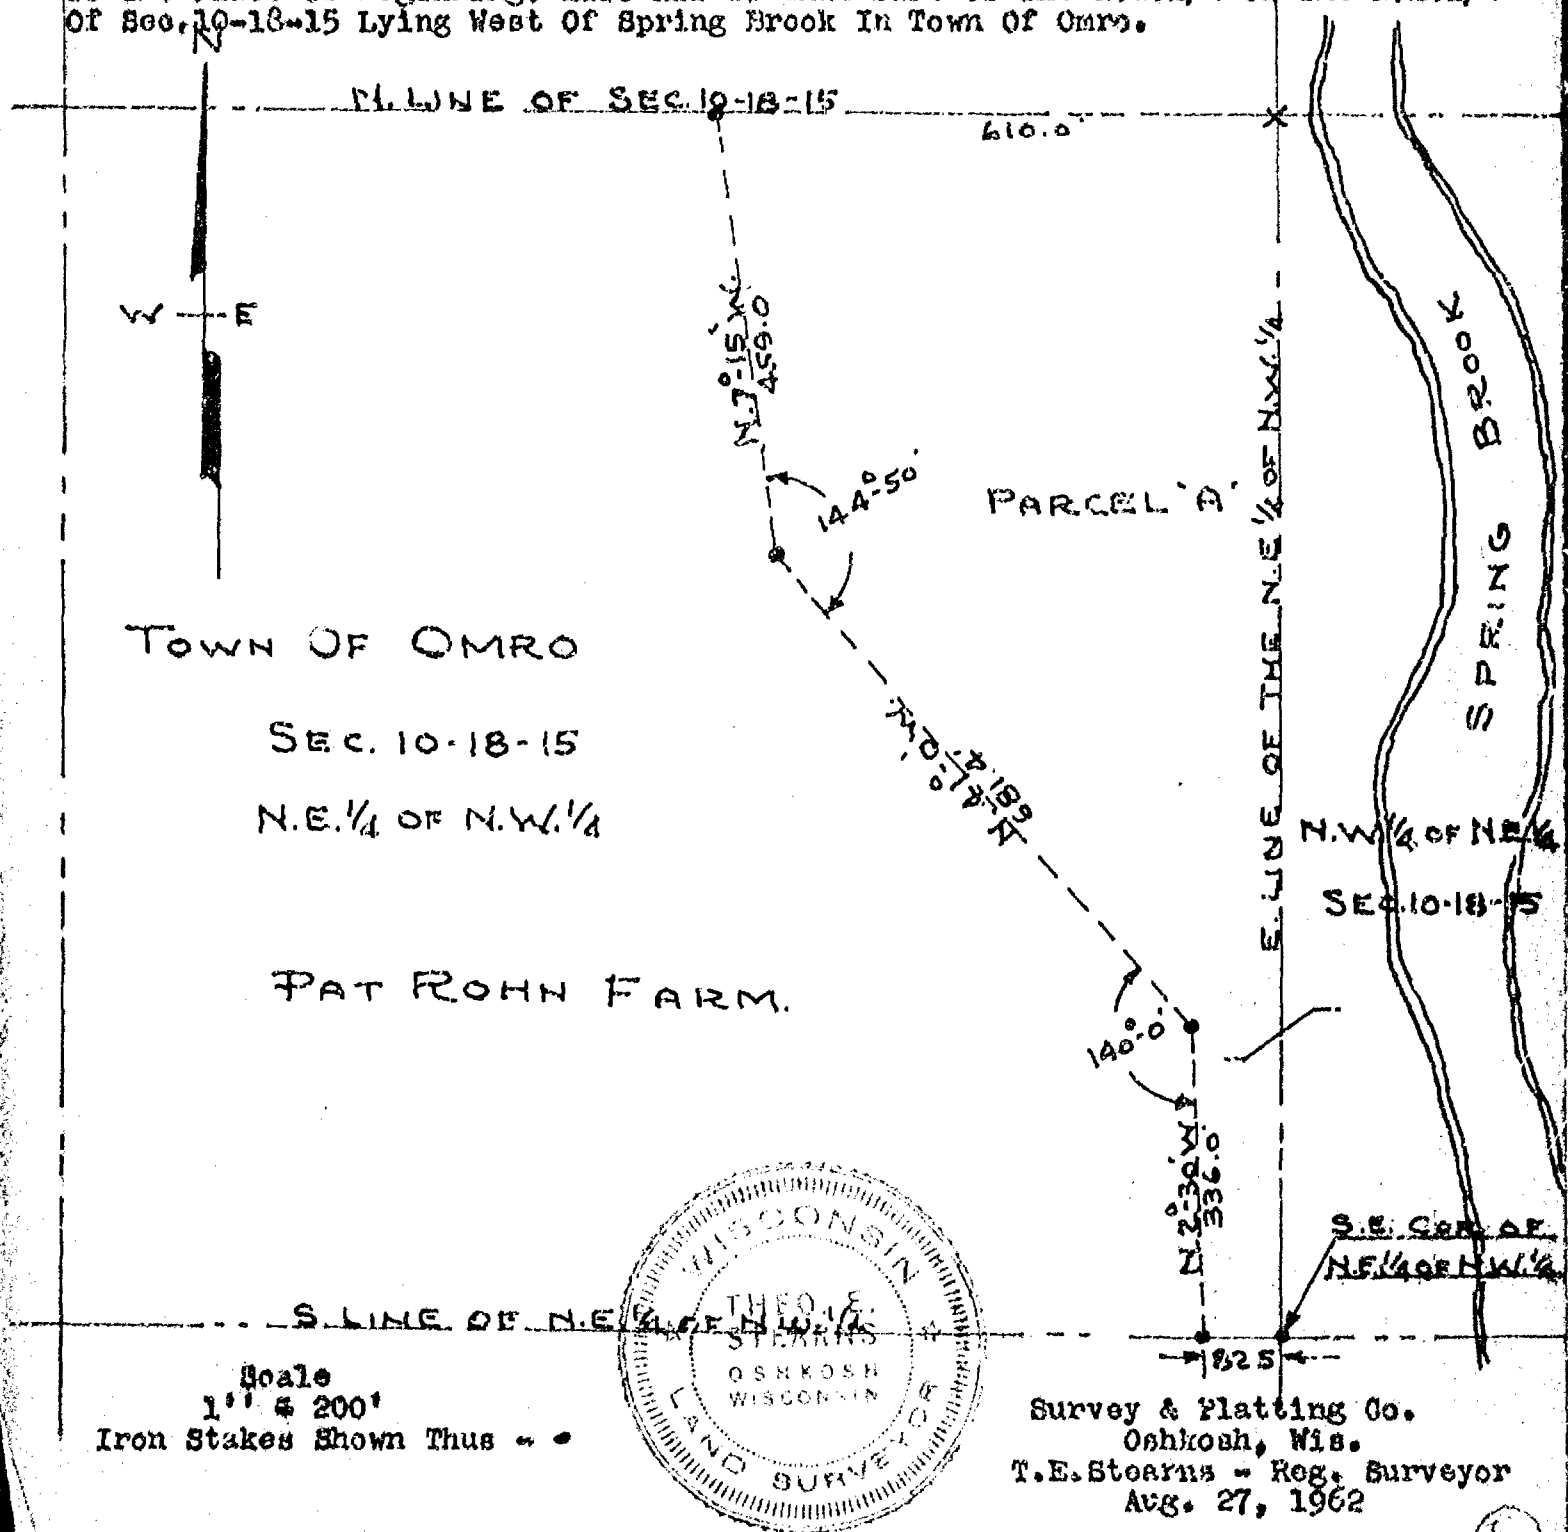 Of Sec. 10-18-15 Lying West Of Spring Brook In Town Of Omro.
N
N. LINE OF SEC. 10-18-15
610.0'
W E
N.7°-15'W.
459.0
144°-50'
PARCEL 'A'
E. LINE OF THE N.E.¼ OF N.W.¼
SPRING BROOK
TOWN OF OMRO
SEC. 10-18-15
N.E.¼ OF N.W.¼
N.W.¼ OF N.E.¼
SEC. 10-18-15
PAT ROHN FARM.
140°-0'
N.2°-30'W.
336.0'
S.E. COR. OF
N.E.¼ OF N.W.¼
S. LINE OF N.E.¼ OF N.W.¼
82.5
WISCONSIN
THEO. E.
STEARNS
OSHKOSH
WISCONSIN
LAND SURVEYOR
Scale
1'' = 200'
Iron Stakes Shown Thus - •
Survey & Platting Co.
Oshkosh, Wis.
T.E.Stearns - Reg. Surveyor
Aug. 27, 1962